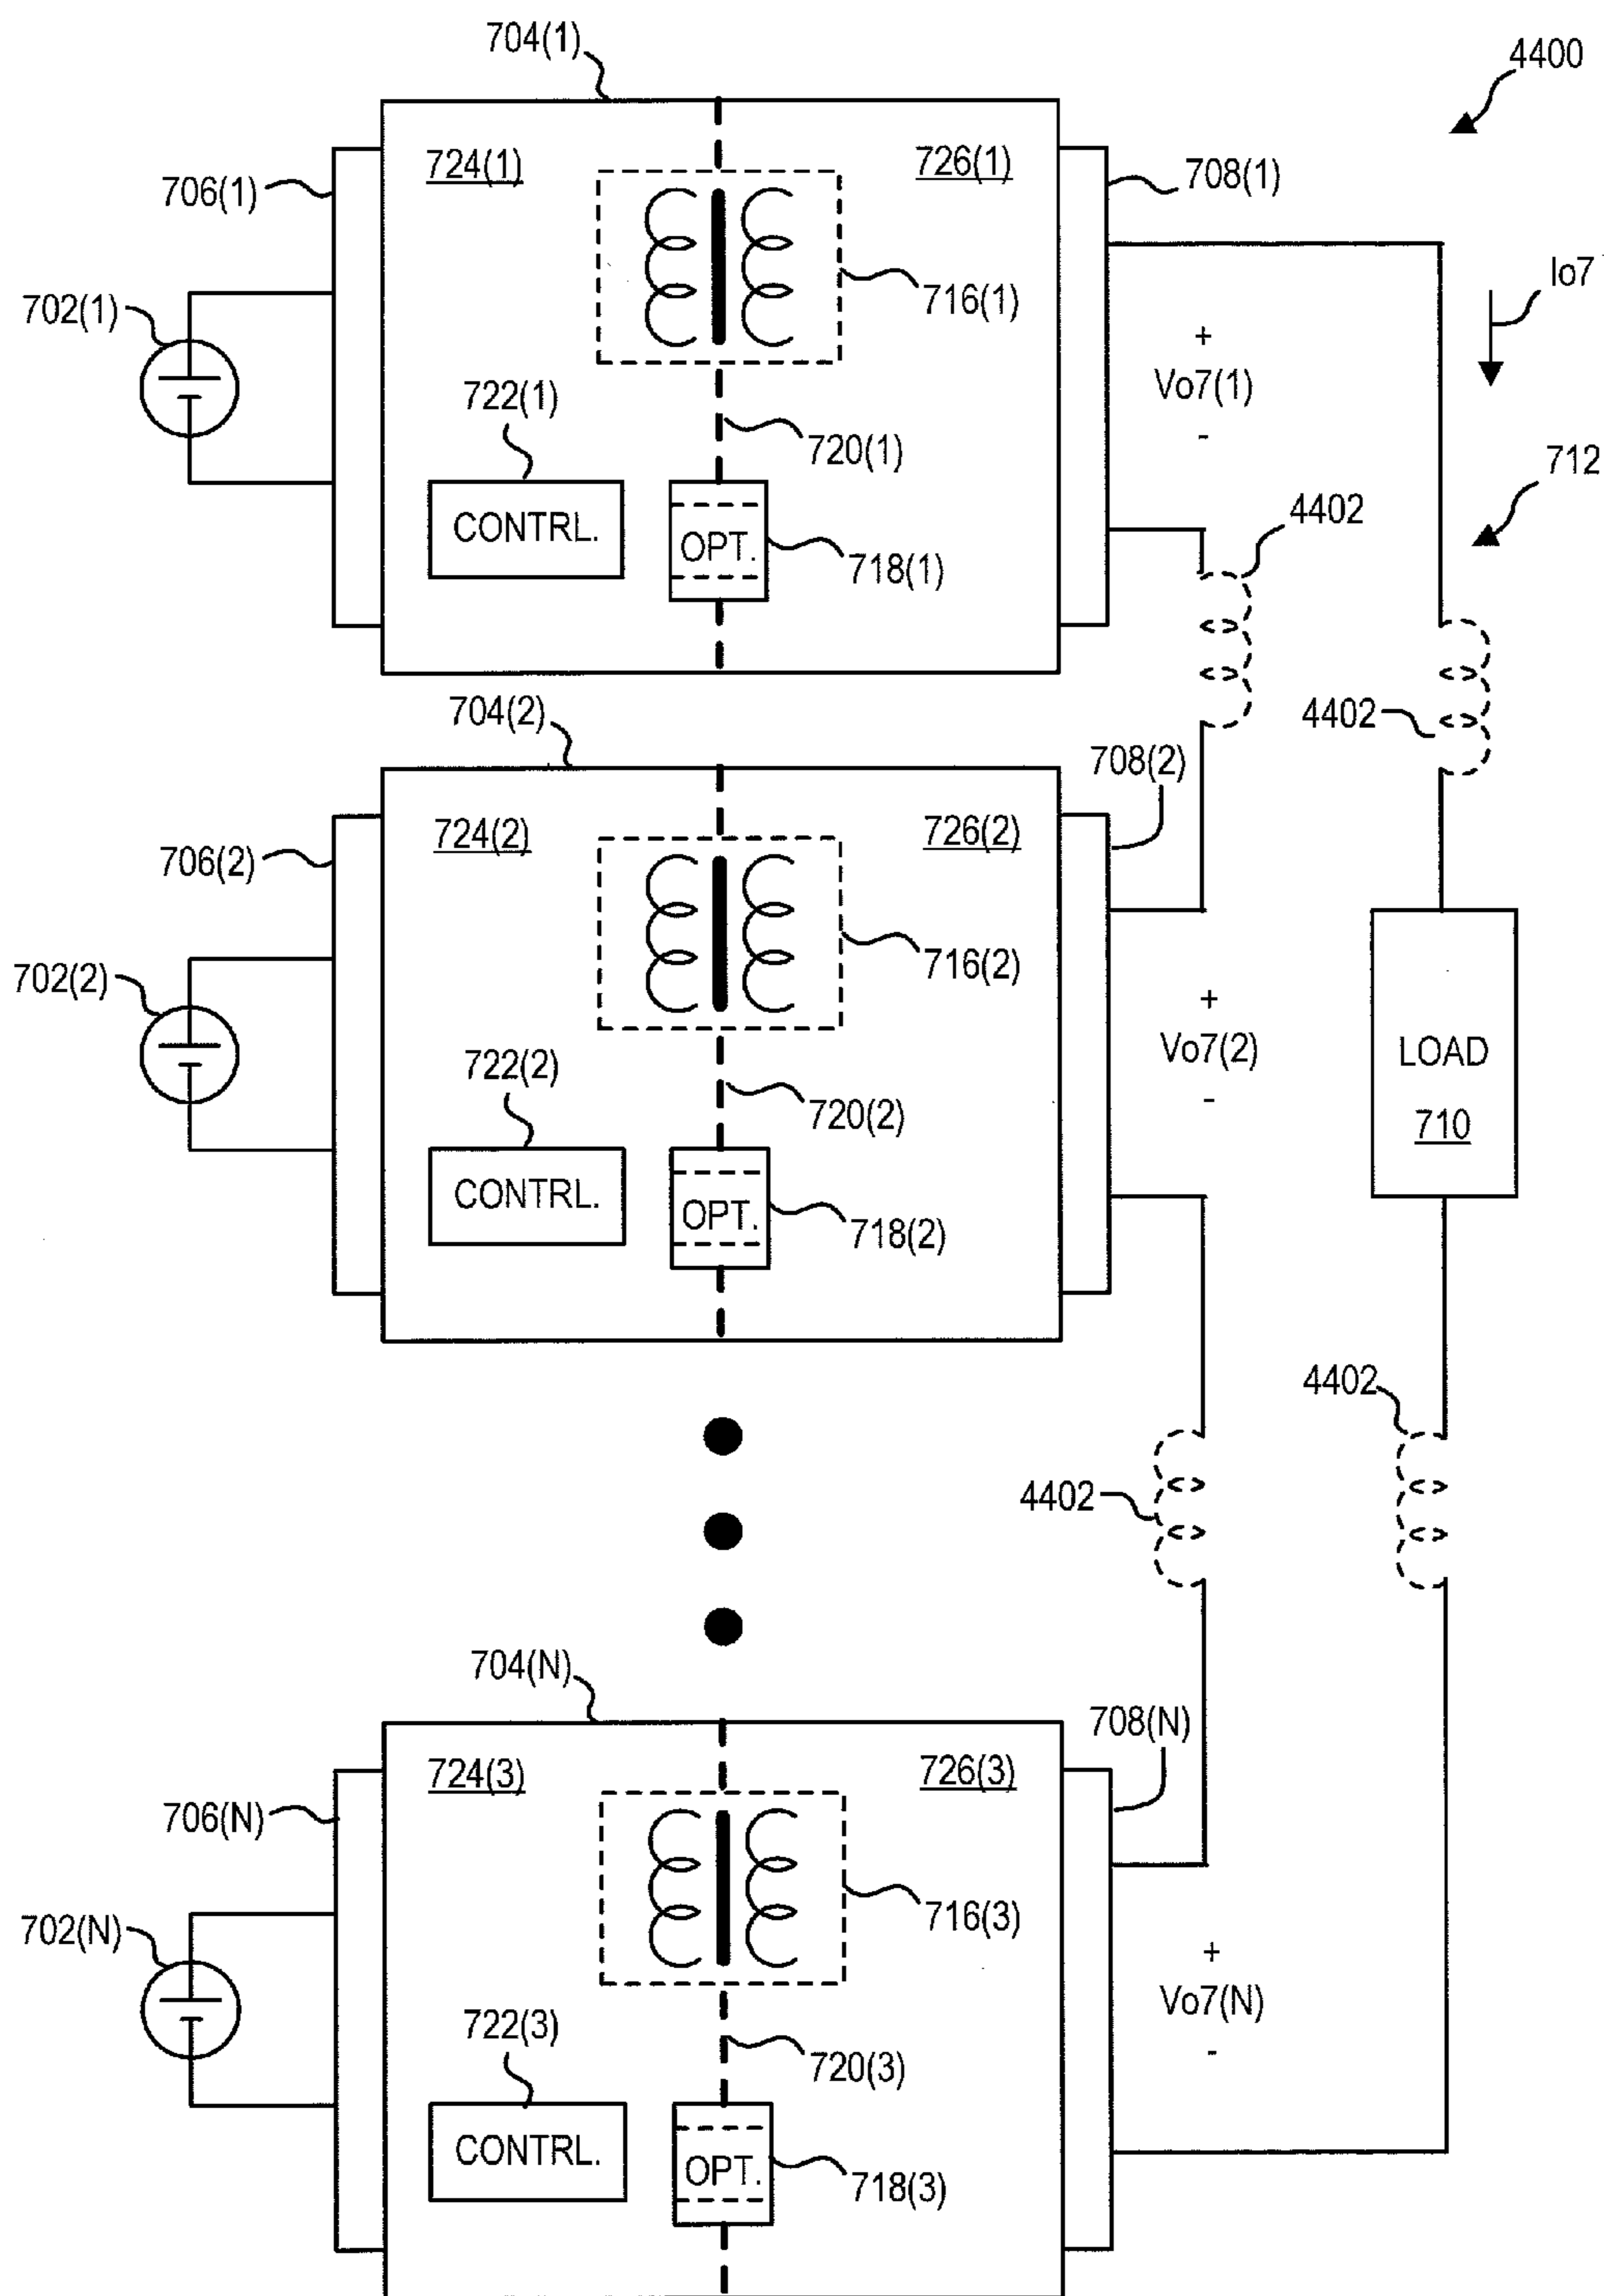 704(1)
4400
724(1)
726(1)
706(1)
708(1)
Io7
716(1)
702(1)
+
Vo7(1)
-
722(1)
720(1)
712
4402
CONTRL.
OPT.
718(1)
704(2)
4402
708(2)
724(2)
726(2)
706(2)
716(2)
702(2)
+
Vo7(2)
-
LOAD
710
722(2)
720(2)
CONTRL.
OPT.
718(2)
4402
4402
704(N)
708(N)
724(3)
726(3)
706(N)
716(3)
702(N)
+
Vo7(N)
-
722(3)
720(3)
CONTRL.
OPT.
718(3)